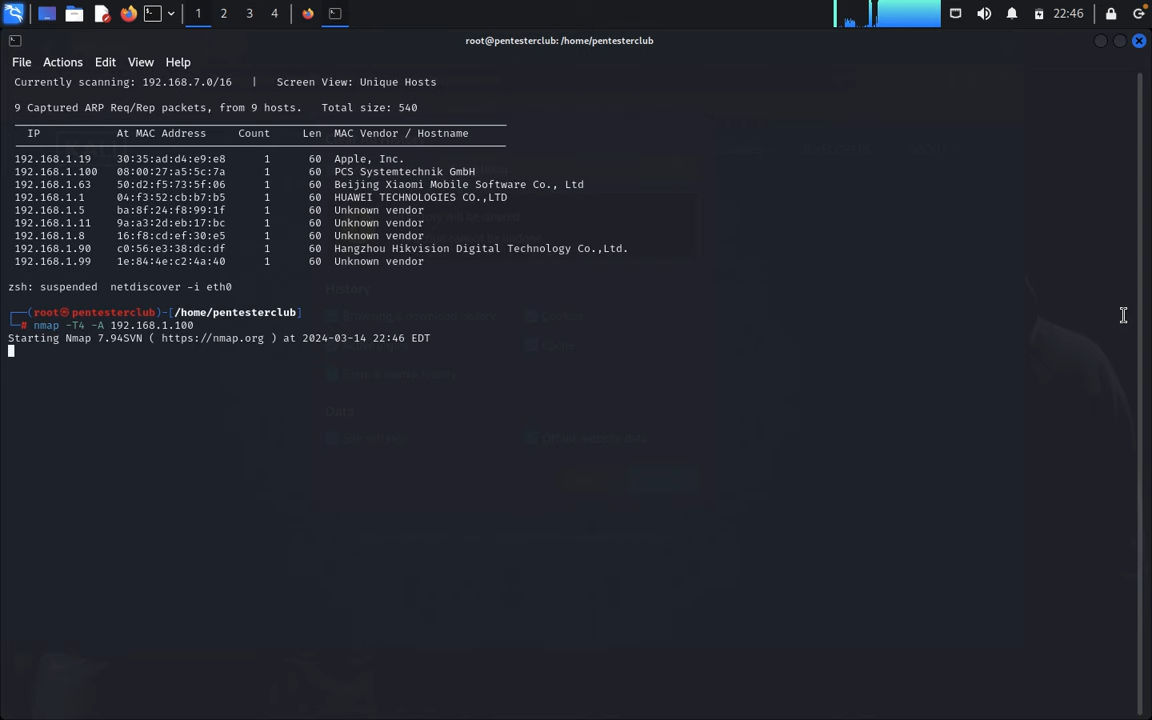 1 2 3 4 22:46
root@pentesterclub: /home/pentesterclub
File Actions Edit View Help
Currently scanning: 192.168.7.0/16 | Screen View: Unique Hosts
9 Captured ARP Req/Rep packets, from 9 hosts. Total size: 540
IP At MAC Address Count Len MAC Vendor / Hostname
192.168.1.19 30:35:ad:d4:e9:e8 1 60 Apple, Inc.
192.168.1.100 08:00:27:a5:5c:7a 1 60 PCS Systemtechnik GmbH
192.168.1.63 50:d2:f5:73:5f:06 1 60 Beijing Xiaomi Mobile Software Co., Ltd
192.168.1.1 04:f3:52:cb:b7:b5 1 60 HUAWEI TECHNOLOGIES CO.,LTD
192.168.1.5 ba:8f:24:f8:99:1f 1 60 Unknown vendor
192.168.1.11 9a:a3:2d:eb:17:bc 1 60 Unknown vendor
192.168.1.8 16:f8:cd:ef:30:e5 1 60 Unknown vendor
192.168.1.90 c0:56:e3:38:dc:df 1 60 Hangzhou Hikvision Digital Technology Co.,Ltd.
192.168.1.99 1e:84:4e:c2:4a:40 1 60 Unknown vendor
zsh: suspended netdiscover -i eth0
History
┌──(root㉿pentesterclub)-[/home/pentesterclub]
└─# nmap -T4 -A 192.168.1.100
Starting Nmap 7.94SVN ( https://nmap.org ) at 2024-03-14 22:46 EDT
Data